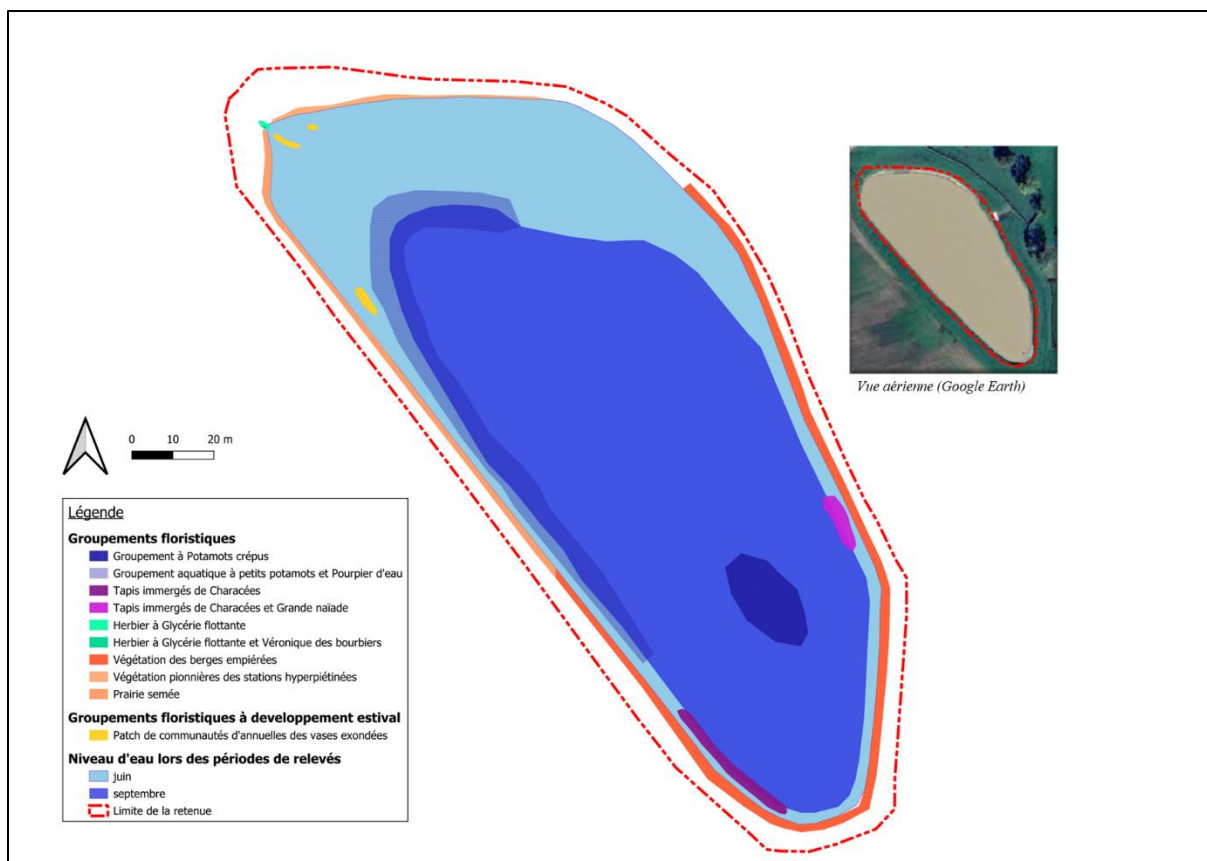 Vue aérienne (Google Earth)
0 10 20 m
Légende
Groupements floristiques
Groupement à Potamots crépus
Groupement aquatique à petits potamots et Pourpier d'eau
Tapis immergés de Characées
Tapis immergés de Characées et Grande naïade
Herbier à Glycérie flottante
Herbier à Glycérie flottante et Véronique des bourbiers
Végétation des berges empiérées
Végétation pionnières des stations hyperpiétinées
Prairie semée
Groupements floristiques à developpement estival
Patch de communautés d'annuelles des vases exondées
Niveau d'eau lors des périodes de relevés
juin
septembre
Limite de la retenue